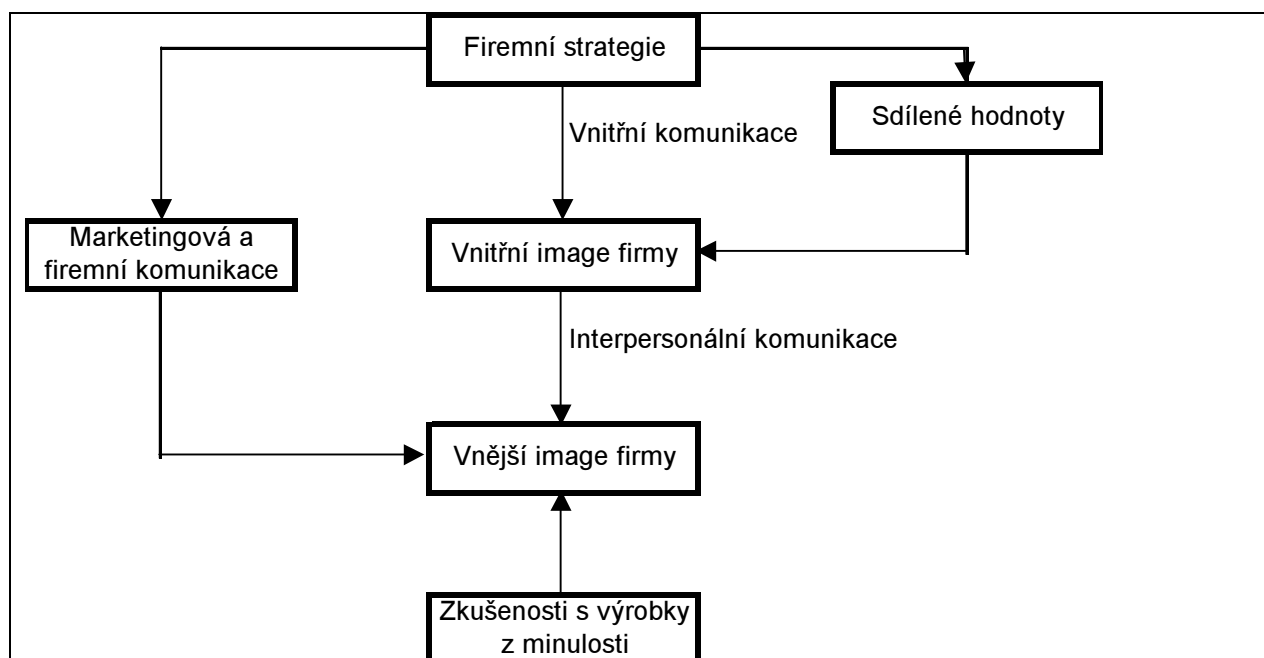 Firemní strategie
Sdílené hodnoty
Vnitřní komunikace
Marketingová a
firemní komunikace
Vnitřní image firmy
Interpersonální komunikace
Vnější image firmy
Zkušenosti s výrobky
z minulosti